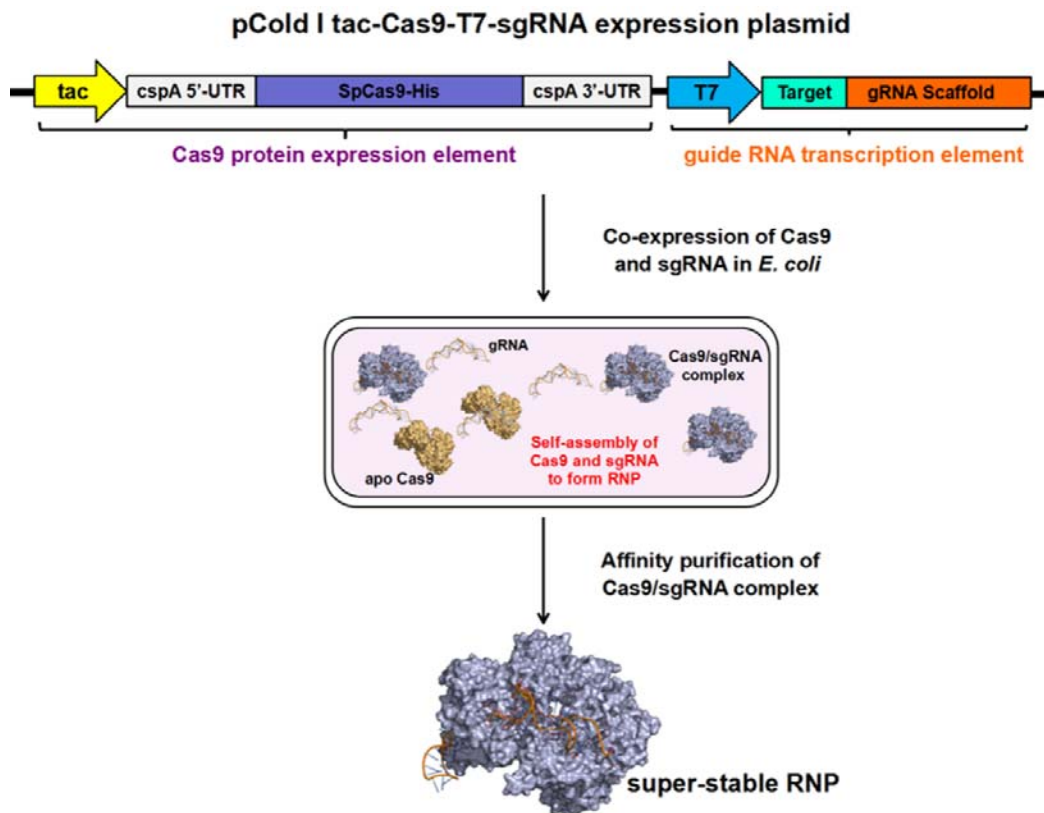 pCold I tac-Cas9-T7-sgRNA expression plasmid
tac
cspA 5'-UTR
SpCas9-His
cspA 3'-UTR
T7
Target
gRNA Scaffold
Cas9 protein expression element
guide RNA transcription element
Co-expression of Cas9
and sgRNA in E. coli
gRNA
Cas9/sgRNA
complex
apo Cas9
Self-assembly of
Cas9 and sgRNA
to form RNP
Affinity purification of
Cas9/sgRNA complex
super-stable RNP